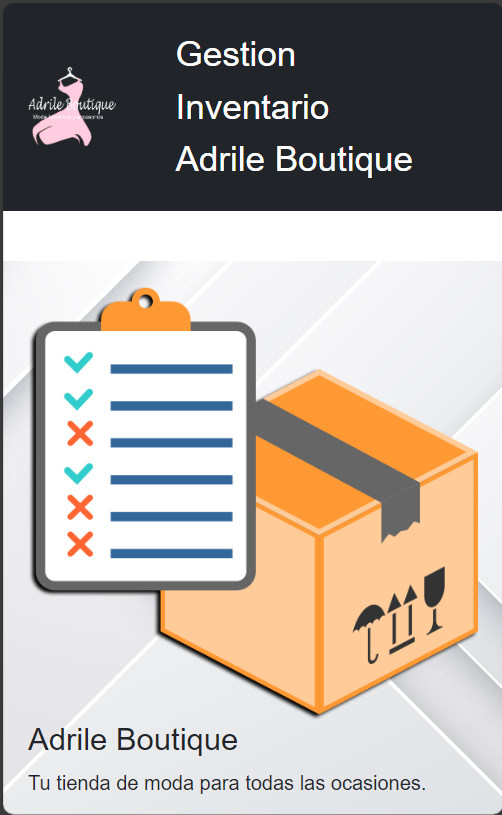 Gestion
Inventario
Adrile Boutique
Adrile Boutique
Adrile Boutique
Tu tienda de moda para todas las ocasiones.